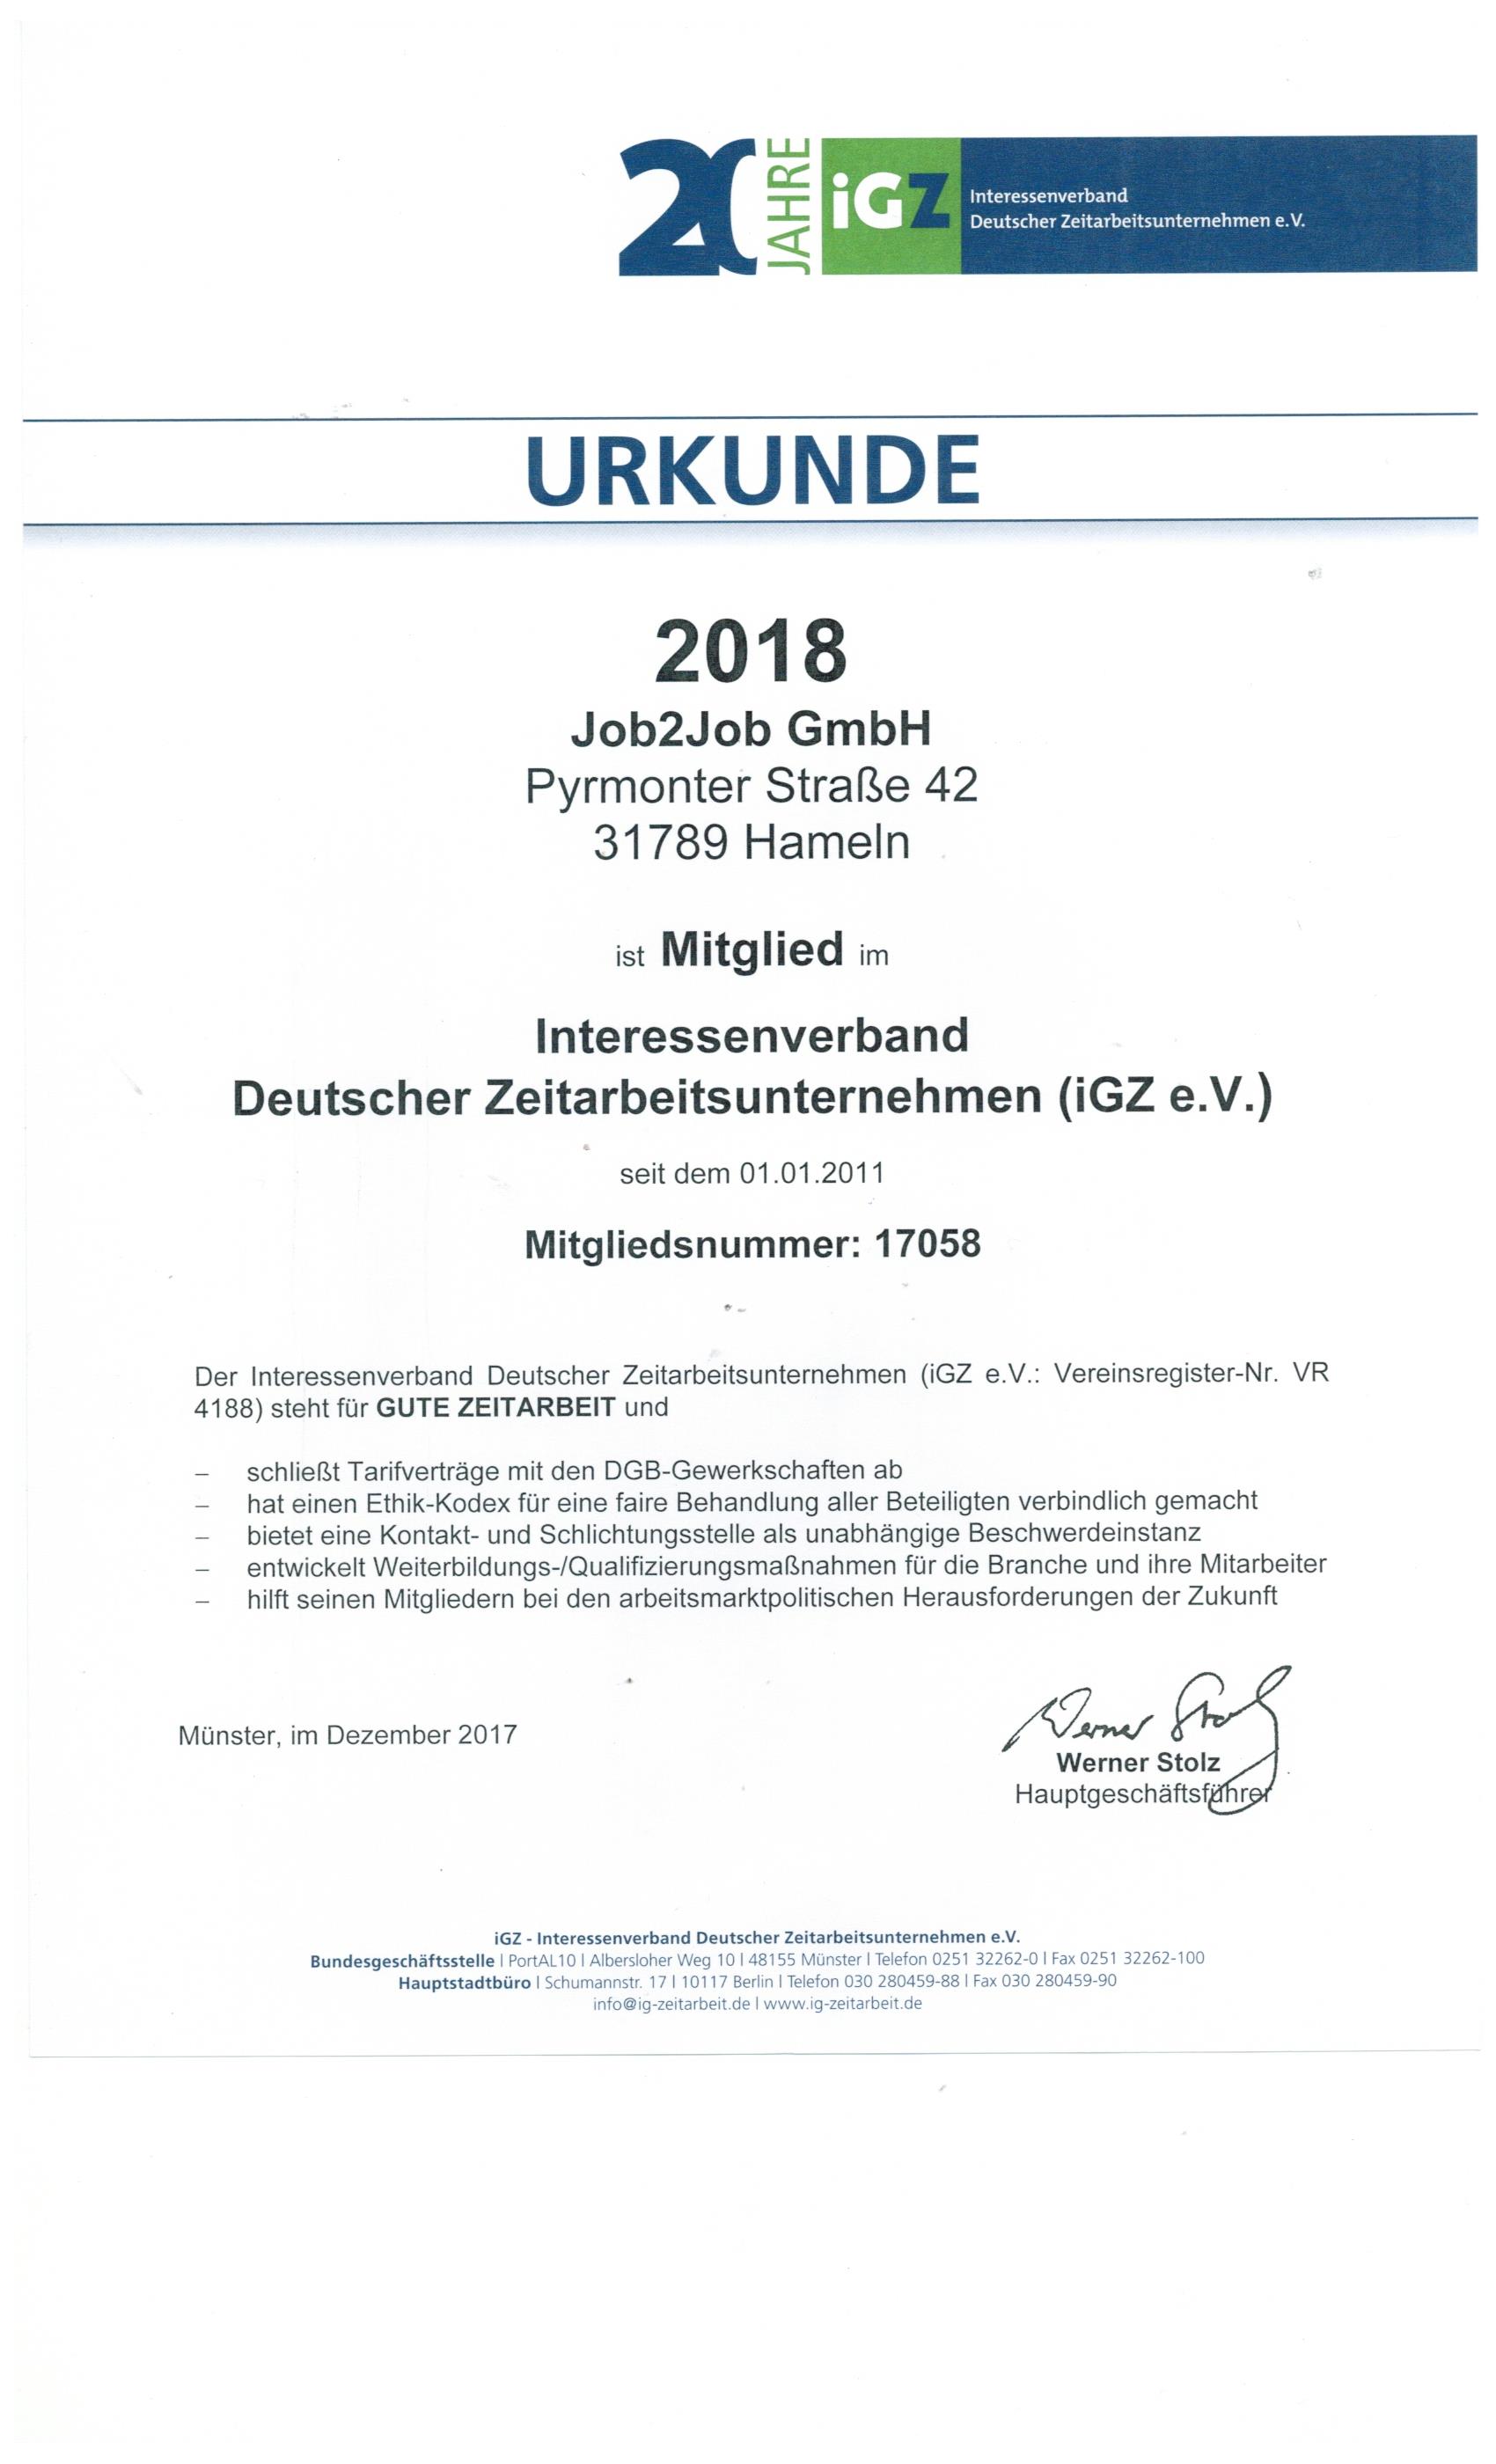 20 JAHRE
iGZ
Interessenverband
Deutscher Zeitarbeitsunternehmen e.V.
URKUNDE
2018
Job2Job GmbH
Pyrmonter Straße 42
31789 Hameln
ist Mitglied im
Interessenverband
Deutscher Zeitarbeitsunternehmen (iGZ e.V.)
seit dem 01.01.2011
Mitgliedsnummer: 17058
Der Interessenverband Deutscher Zeitarbeitsunternehmen (iGZ e.V.: Vereinsregister-Nr. VR
4188) steht für GUTE ZEITARBEIT und
– schließt Tarifverträge mit den DGB-Gewerkschaften ab
– hat einen Ethik-Kodex für eine faire Behandlung aller Beteiligten verbindlich gemacht
– bietet eine Kontakt- und Schlichtungsstelle als unabhängige Beschwerdeinstanz
– entwickelt Weiterbildungs-/Qualifizierungsmaßnahmen für die Branche und ihre Mitarbeiter
– hilft seinen Mitgliedern bei den arbeitsmarktpolitischen Herausforderungen der Zukunft
Münster, im Dezember 2017
Werner Stolz
Werner Stolz
Hauptgeschäftsführer
iGZ - Interessenverband Deutscher Zeitarbeitsunternehmen e.V.
Bundesgeschäftsstelle | PortAL10 | Albersloher Weg 10 | 48155 Münster | Telefon 0251 32262-0 | Fax 0251 32262-100
Hauptstadtbüro | Schumannstr. 17 | 10117 Berlin | Telefon 030 280459-88 | Fax 030 280459-90
info@ig-zeitarbeit.de | www.ig-zeitarbeit.de